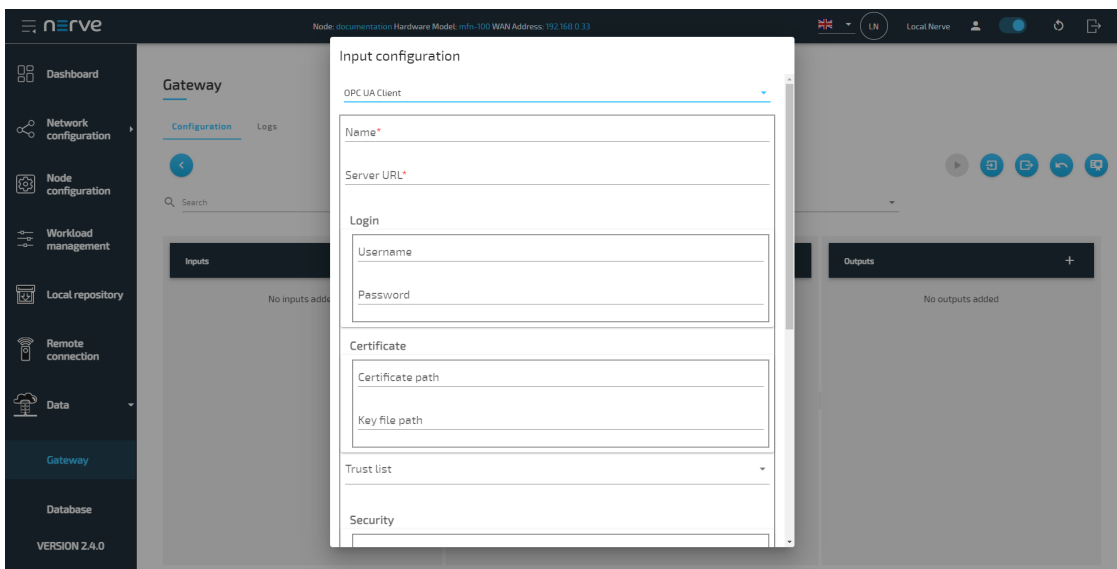 nerve
Node: documentation Hardware Model: mfn-100 WAN Address: 192.168.0.33
LN
Local Nerve
Dashboard
Network
configuration
Node
configuration
Workload
management
Local repository
Remote
connection
Data
Gateway
Database
VERSION 2.4.0
Gateway
Configuration Logs
Search
Inputs
No inputs adde
Input configuration
OPC UA Client
Name*
Server URL*
Login
Username
Password
Certificate
Certificate path
Key file path
Trust list
Security
Outputs +
No outputs added